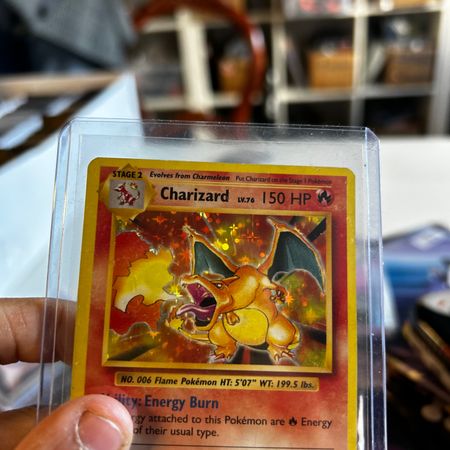 STAGE 2 Evolves from Charmeleon Put Charizard on the Stage 1 Pokémon
Charizard LV.76 150 HP
NO. 006 Flame Pokémon HT: 5'07" WT: 199.5 lbs.
Energy Burn
energy attached to this Pokémon are Energy
of their usual type.